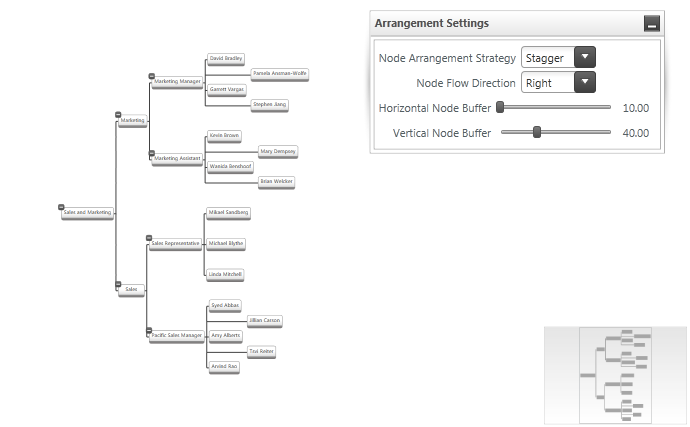 Arrangement Settings
Node Arrangement Strategy Stagger
Node Flow Direction Right
Horizontal Node Buffer 10.00
Vertical Node Buffer 40.00
David Bradley
Pamela Ansman-Wolfe
Marketing Manager
Garrett Vargas
Stephen Jiang
Marketing
Kevin Brown
Mary Dempsey
Marketing Assistant
Wanida Benshoof
Brian Welcker
Sales and Marketing
Mikael Sandberg
Sales Representative
Michael Blythe
Linda Mitchell
Sales
Syed Abbas
Jillian Carson
Pacific Sales Manager
Amy Alberts
Tsvi Reiter
Arvind Rao